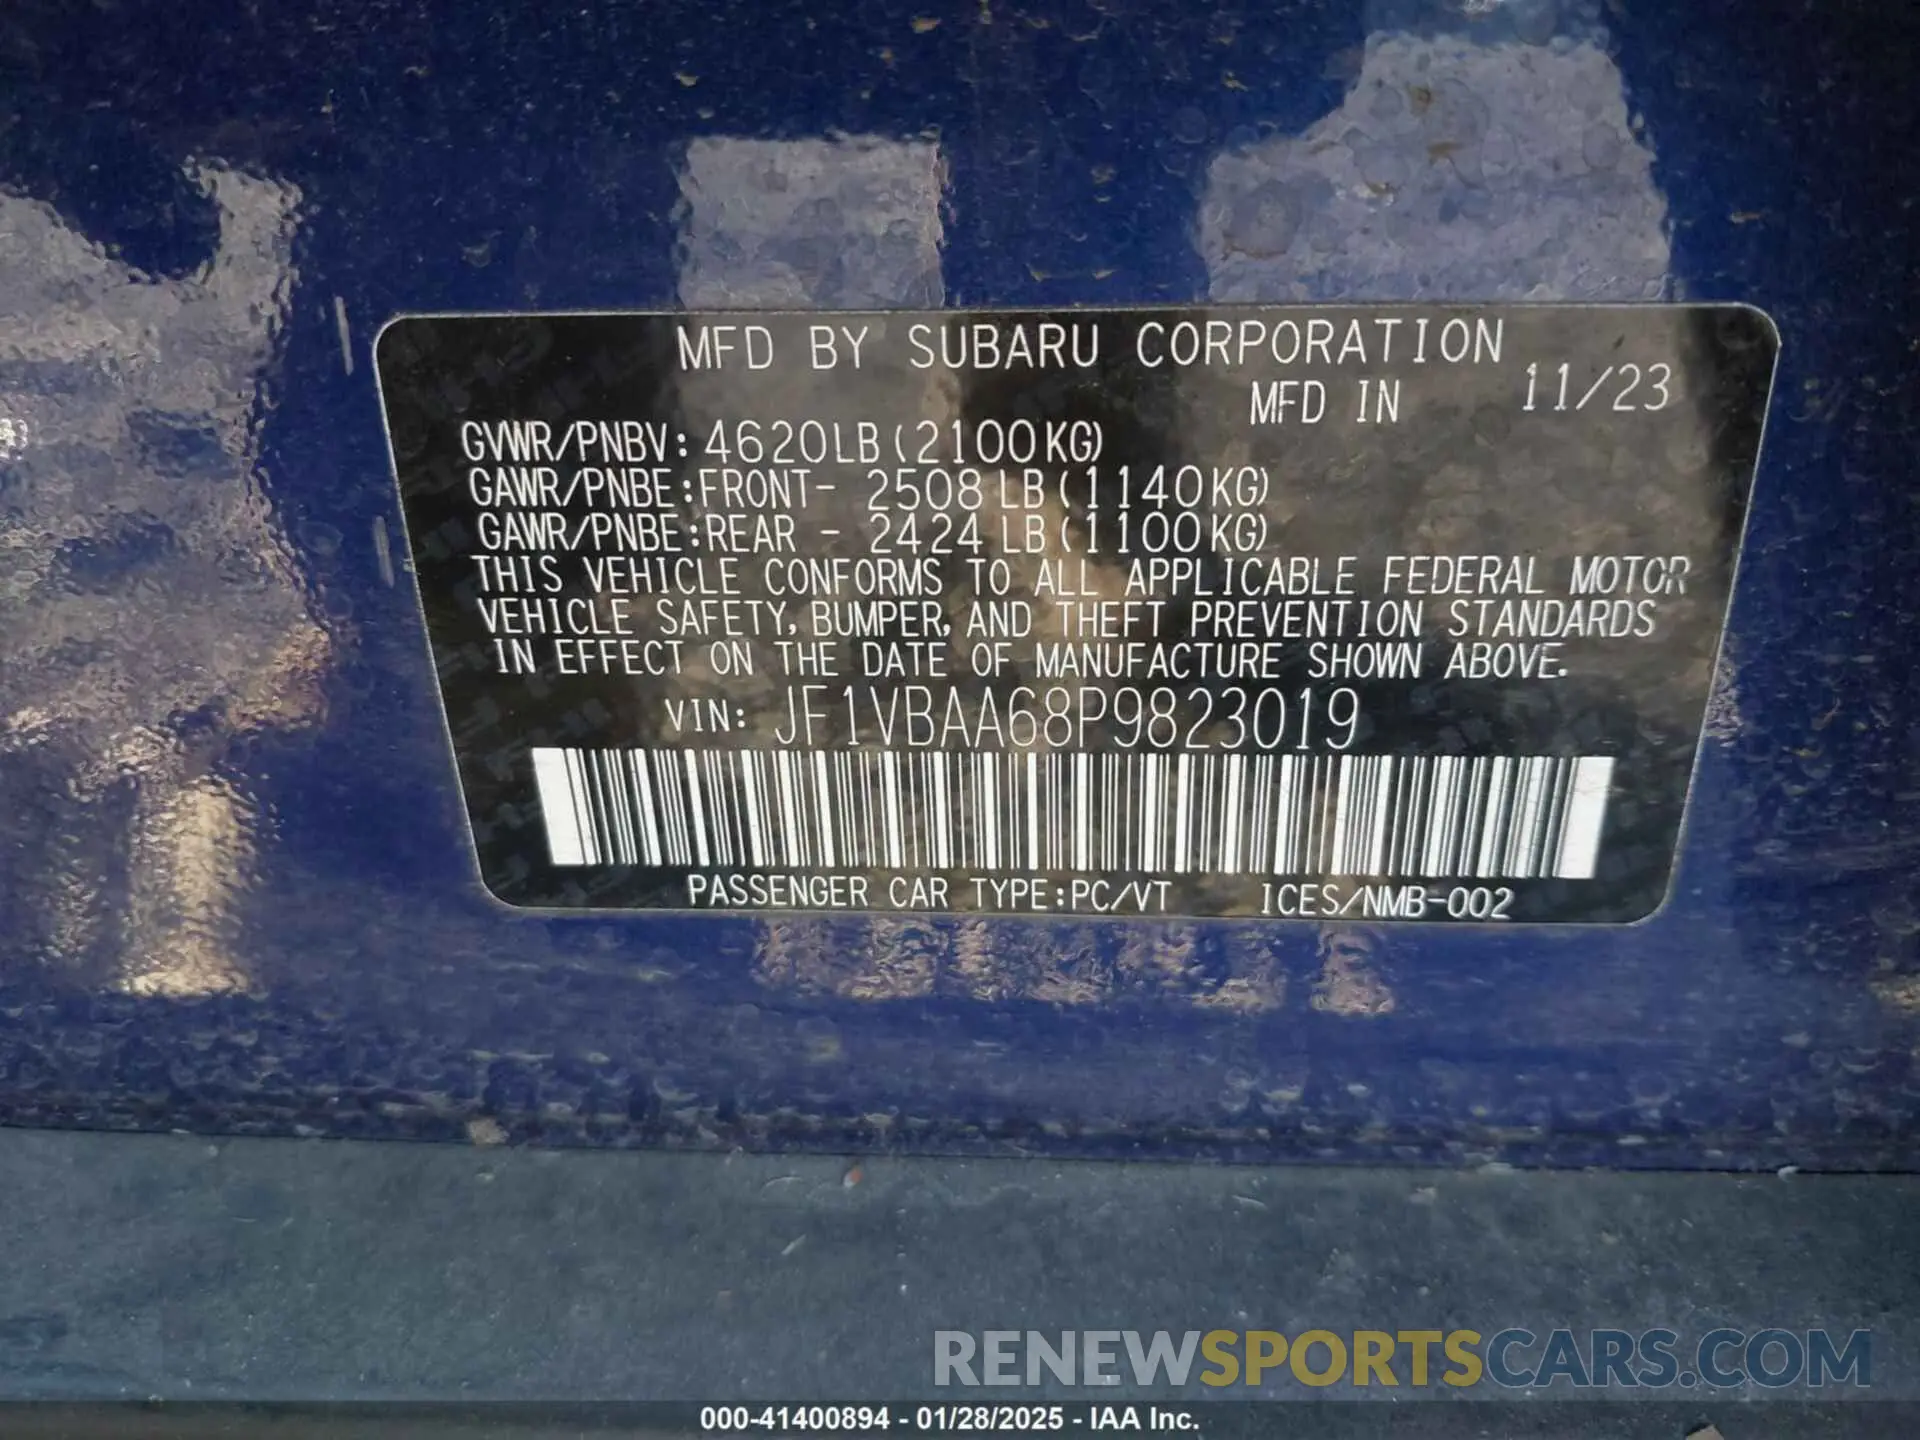 MFD BY SUBARU CORPORATION
MFD IN 11/23
GVWR/PNBV: 4620LB(2100KG)
GAWR/PNBE:FRONT- 2508LB(1140KG)
GAWR/PNBE:REAR - 2424LB(1100KG)
THIS VEHICLE CONFORMS TO ALL APPLICABLE FEDERAL MOTOR
VEHICLE SAFETY, BUMPER, AND THEFT PREVENTION STANDARDS
IN EFFECT ON THE DATE OF MANUFACTURE SHOWN ABOVE.
VIN: JF1VBAA68P9823019
PASSENGER CAR TYPE:PC/VT ICES/NMB-002
RENEWSPORTSCARS.COM
000-41400894 - 01/28/2025 - IAA Inc.